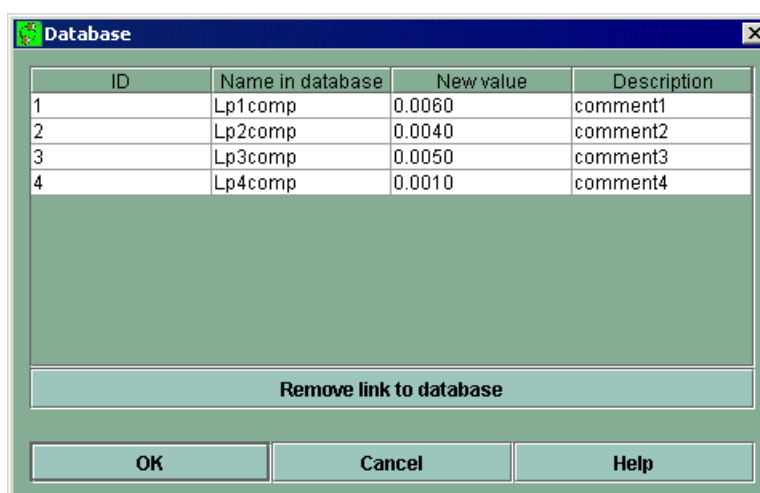 Database
ID Name in database New value Description
1 Lp1comp 0.0060 comment1
2 Lp2comp 0.0040 comment2
3 Lp3comp 0.0050 comment3
4 Lp4comp 0.0010 comment4
Remove link to database
OK Cancel Help